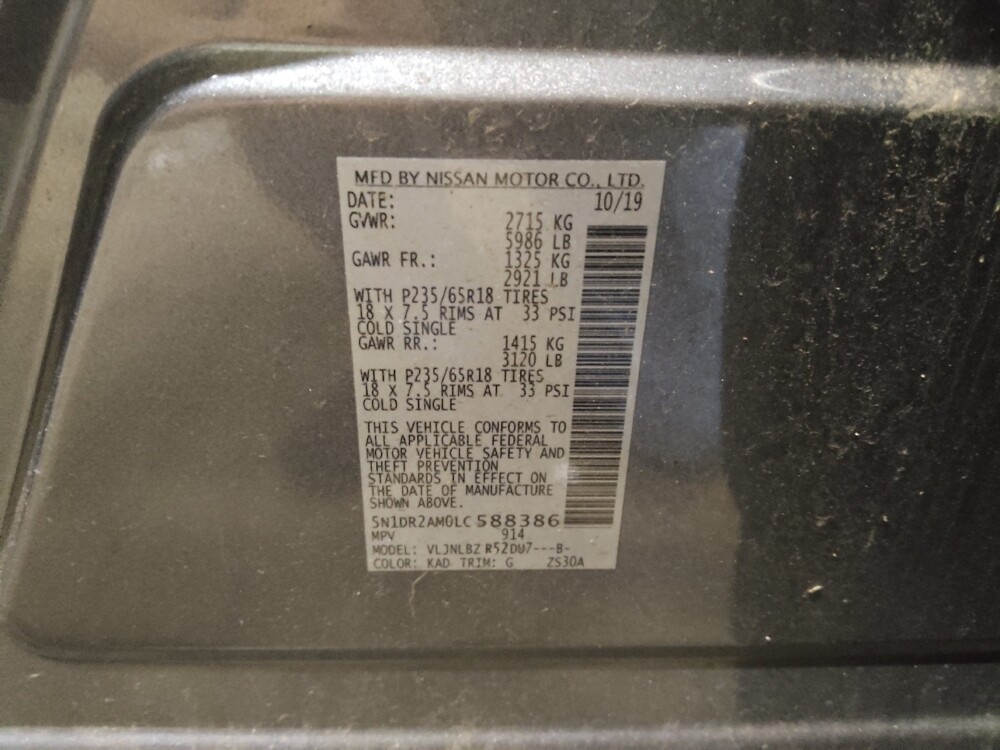 MFD BY NISSAN MOTOR CO., LTD.
DATE: 10/19
GVWR: 2715 KG
5986 LB
GAWR FR.: 1325 KG
2921 LB
WITH P235/65R18 TIRES
18 X 7.5 RIMS AT 33 PSI
COLD SINGLE
GAWR RR.: 1415 KG
3120 LB
WITH P235/65R18 TIRES
18 X 7.5 RIMS AT 33 PSI
COLD SINGLE
THIS VEHICLE CONFORMS TO
ALL APPLICABLE FEDERAL
MOTOR VEHICLE SAFETY AND
THEFT PREVENTION
STANDARDS IN EFFECT ON
THE DATE OF MANUFACTURE
SHOWN ABOVE.
5N1DR2AM0LC588386
MPV 914
MODEL: VLJNLBZ R52DU7---B-
COLOR: KAD TRIM: G ZS30A